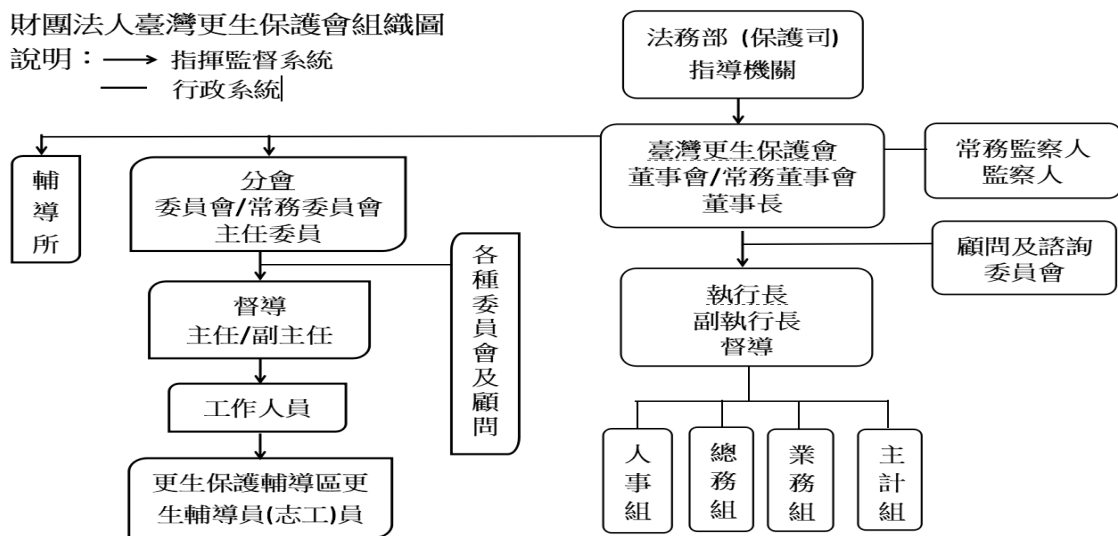 財團法人臺灣更生保護會組織圖
說明：──→ 指揮監督系統
── 行政系統
法務部 (保護司)
指導機關
臺灣更生保護會
董事會/常務董事會
董事長
常務監察人
監察人
輔導所
分會
委員會/常務委員會
主任委員
各種委員會及顧問
顧問及諮詢
委員會
督導
主任/副主任
執行長
副執行長
督導
工作人員
人事組
總務組
業務組
主計組
更生保護輔導區更
生輔導員(志工)員